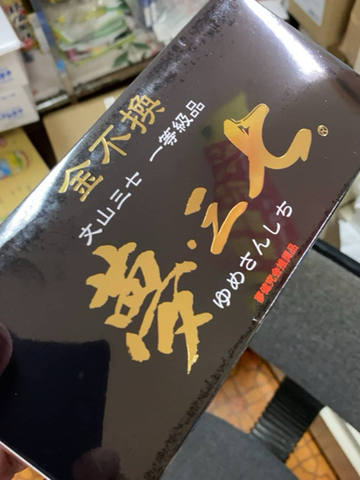 金不換
文山三七 一等級品
夢·三七®
ゆめさんしち